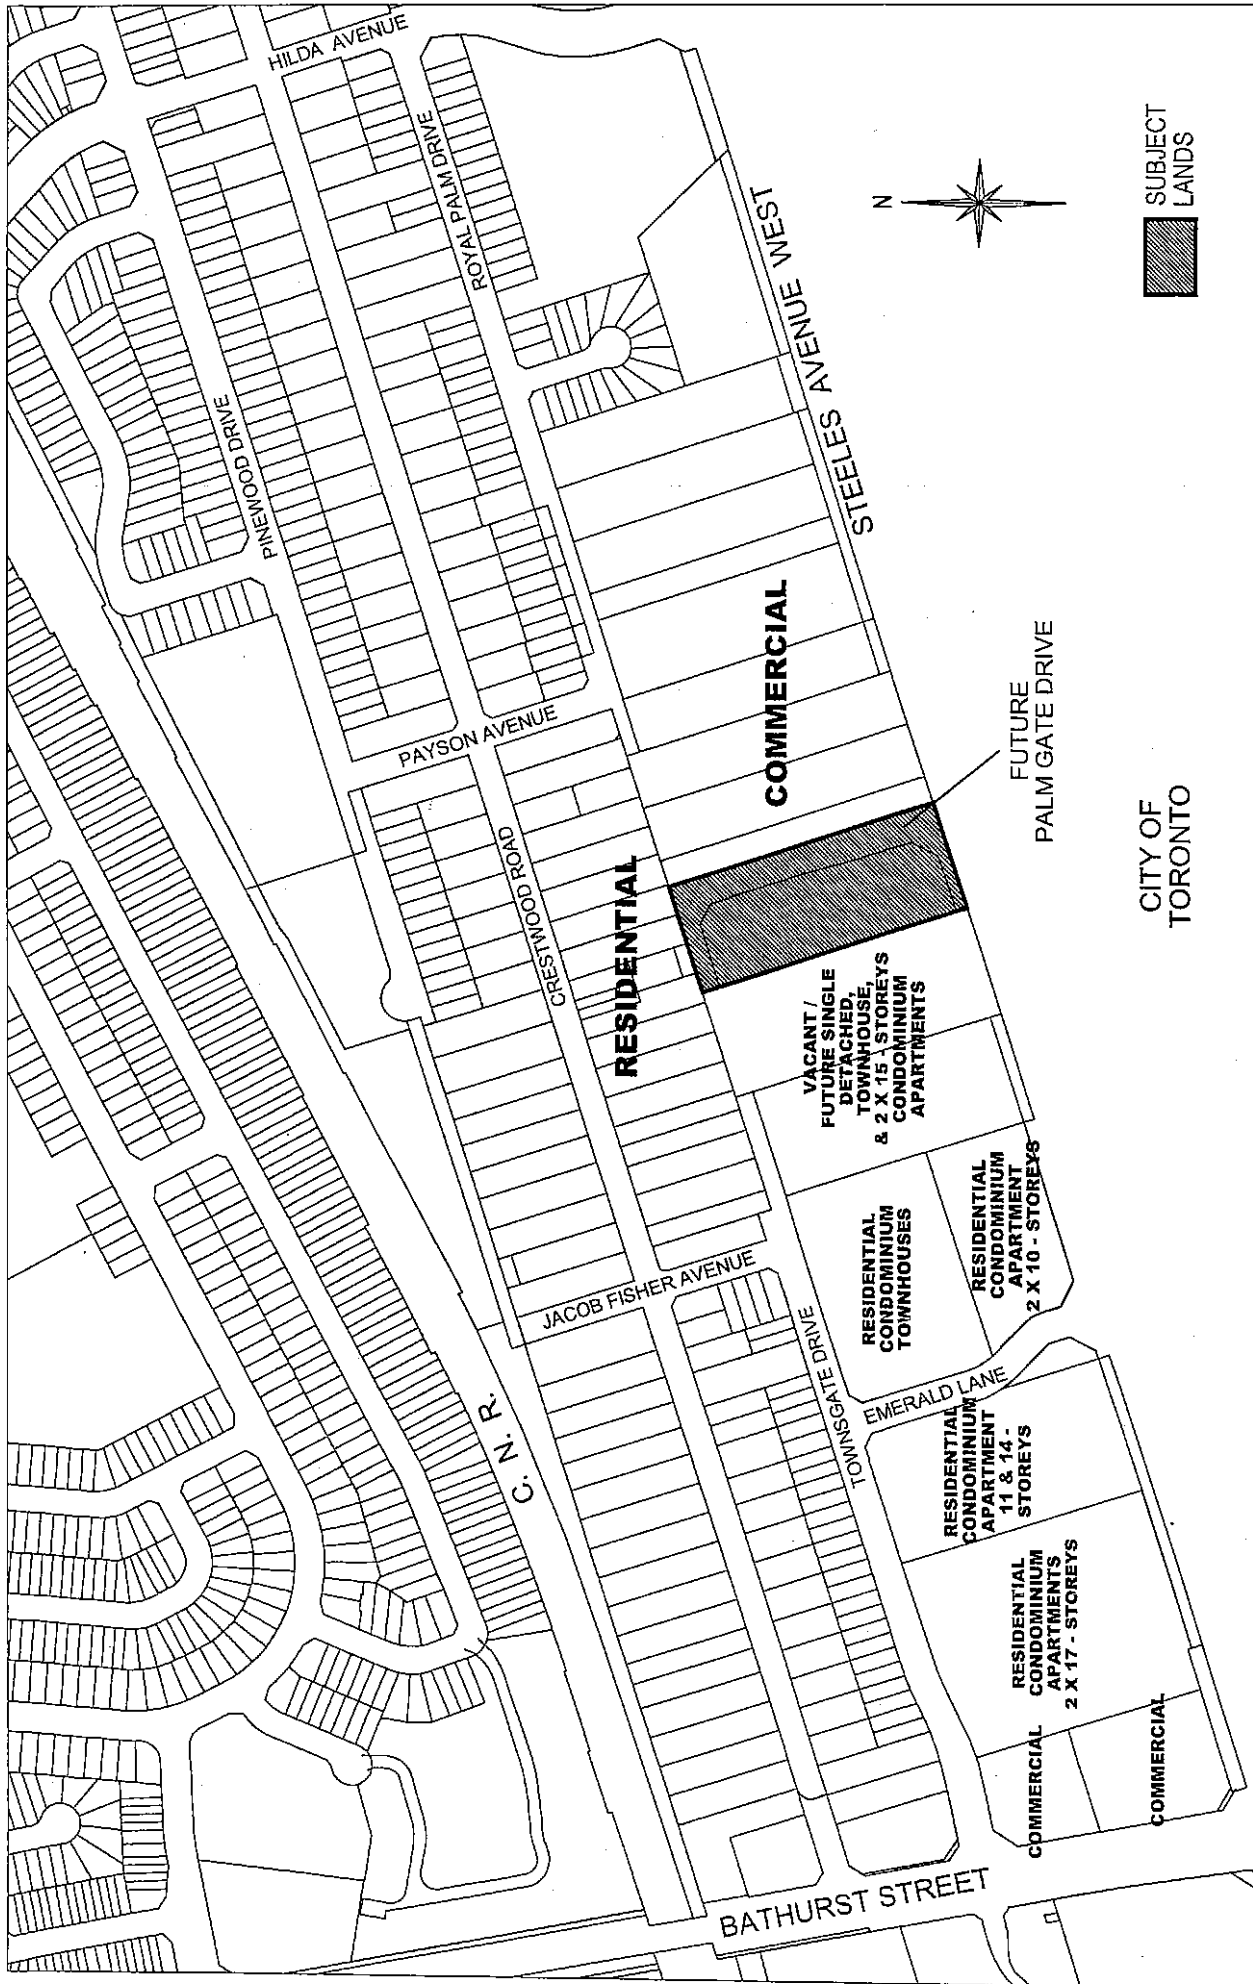 HILDA AVENUE
ROYAL PALM DRIVE
PINEWOOD DRIVE
STEELES AVENUE WEST
N
SUBJECT
LANDS
PAYSON AVENUE
CRESTWOOD ROAD
RESIDENTIAL
COMMERCIAL
FUTURE
PALM GATE DRIVE
CITY OF
TORONTO
VACANT /
FUTURE SINGLE
DETACHED,
TOWNHOUSE,
& 2 X 15 - STOREYS
CONDOMINIUM
APARTMENTS
RESIDENTIAL
CONDOMINIUM
TOWNHOUSES
RESIDENTIAL
CONDOMINIUM
APARTMENT
2 X 10 - STOREYS
JACOB FISHER AVENUE
TOWNSGATE DRIVE
EMERALD LANE
C. N. R.
RESIDENTIAL
CONDOMINIUM
APARTMENT
11 & 14 -
STOREYS
RESIDENTIAL
CONDOMINIUM
APARTMENTS
2 X 17 - STOREYS
COMMERCIAL
COMMERCIAL
BATHURST STREET